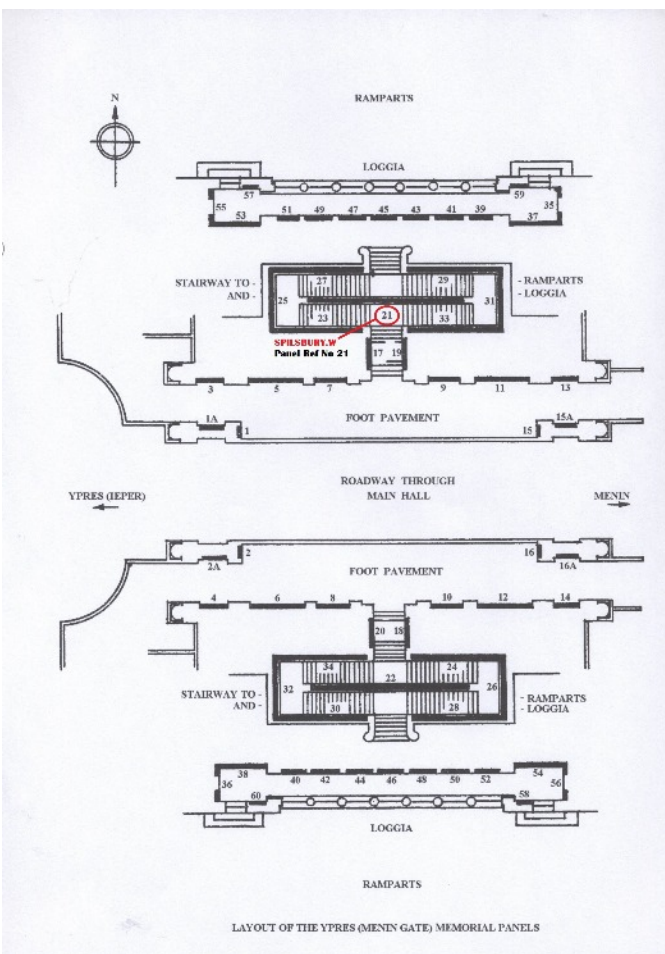 N
RAMPARTS
LOGGIA
57
59
55
35
53
51 49 47 45 43 41 39
37
STAIRWAY TO -
AND -
27
29
- RAMPARTS
- LOGGIA
25
31
23
21
33
SPILSBURY.W
Panel Ref No 21
17 19
3 5 7
9 11 13
1A
FOOT PAVEMENT
15A
1
15
ROADWAY THROUGH
MAIN HALL
YPRES (IEPER)
MENIN
2
16
2A
FOOT PAVEMENT
16A
4 6 8
10 12 14
20 18
34
24
32
22
26
STAIRWAY TO -
AND -
30
28
- RAMPARTS
- LOGGIA
38
40 42 44 46 48 50 52
54
36
56
60
58
LOGGIA
RAMPARTS
LAYOUT OF THE YPRES (MENIN GATE) MEMORIAL PANELS